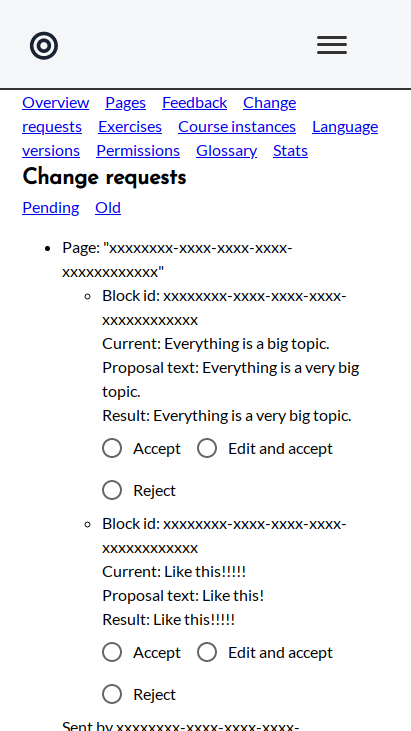 Overview Pages Feedback Change
requests Exercises Course instances Language
versions Permissions Glossary Stats
Change requests
Pending Old
Page: "xxxxxxxx-xxxx-xxxx-xxxx-
xxxxxxxxxxxx"
Block id: xxxxxxxx-xxxx-xxxx-xxxx-
xxxxxxxxxxxx
Current: Everything is a big topic.
Proposal text: Everything is a very big
topic.
Result: Everything is a very big topic.
Accept Edit and accept
Reject
Block id: xxxxxxxx-xxxx-xxxx-xxxx-
xxxxxxxxxxxx
Current: Like this!!!!!
Proposal text: Like this!
Result: Like this!!!!!
Accept Edit and accept
Reject
Sent by xxxxxxxx-xxxx-xxxx-xxxx-